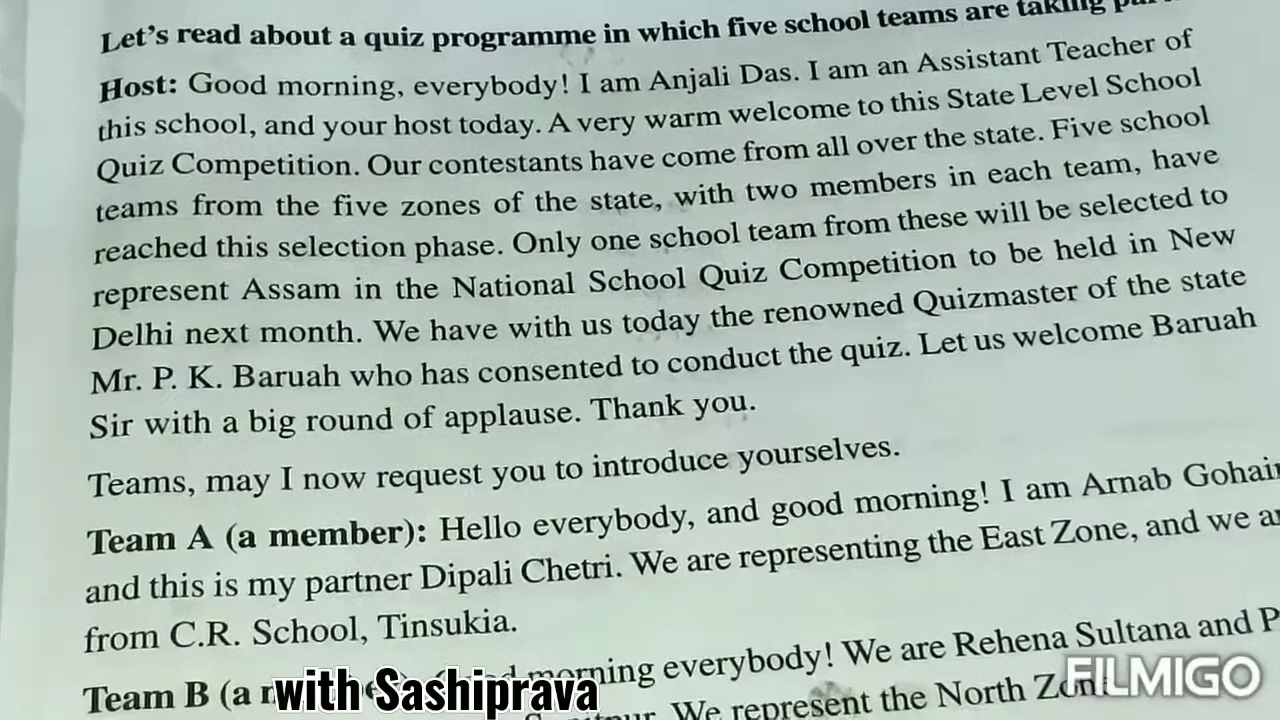 Let's read about a quiz programme in which five school teams are taking
Host: Good morning, everybody! I am Anjali Das. I am an Assistant Teacher of
this school, and your host today. A very warm welcome to this State Level School
Quiz Competition. Our contestants have come from all over the state. Five school
teams from the five zones of the state, with two members in each team, have
reached this selection phase. Only one school team from these will be selected to
represent Assam in the National School Quiz Competition to be held in New
Delhi next month. We have with us today the renowned Quizmaster of the state
Mr. P. K. Baruah who has consented to conduct the quiz. Let us welcome Baruah
Sir with a big round of applause. Thank you.
Teams, may I now request you to introduce yourselves.
Team A (a member): Hello everybody, and good morning! I am Arnab Gohain
and this is my partner Dipali Chetri. We are representing the East Zone, and we
from C.R. School, Tinsukia.
Team B (a morning everybody! We are Rehena Sultana and
We represent the North
with Sashiprava
FILMIGO